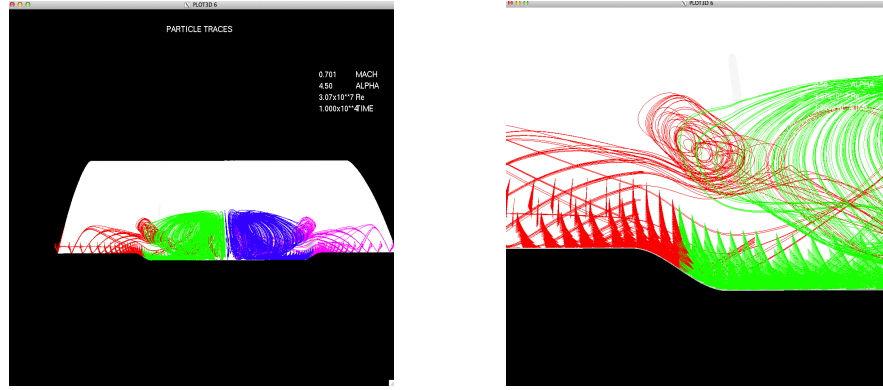 PLOT3D 6
PARTICLE TRACES
0.701 MACH
4.50 ALPHA
3.07x10**7 Re
1.000x10**4 TIME
PLOT3D 6
ALPHA